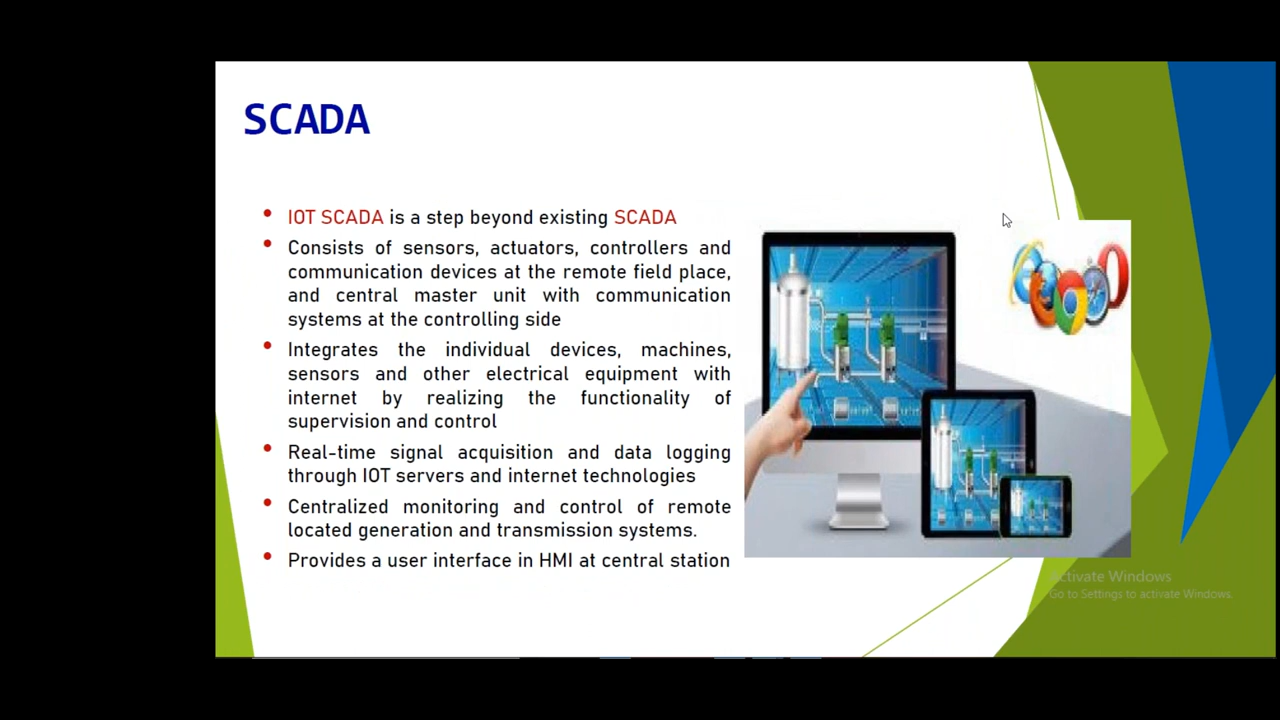 SCADA
• IOT SCADA is a step beyond existing SCADA
• Consists of sensors, actuators, controllers and
communication devices at the remote field place,
and central master unit with communication
systems at the controlling side
• Integrates the individual devices, machines,
sensors and other electrical equipment with
internet by realizing the functionality of
supervision and control
• Real-time signal acquisition and data logging
through IOT servers and internet technologies
• Centralized monitoring and control of remote
located generation and transmission systems.
• Provides a user interface in HMI at central station
Activate Windows
Go to Settings to activate Windows.